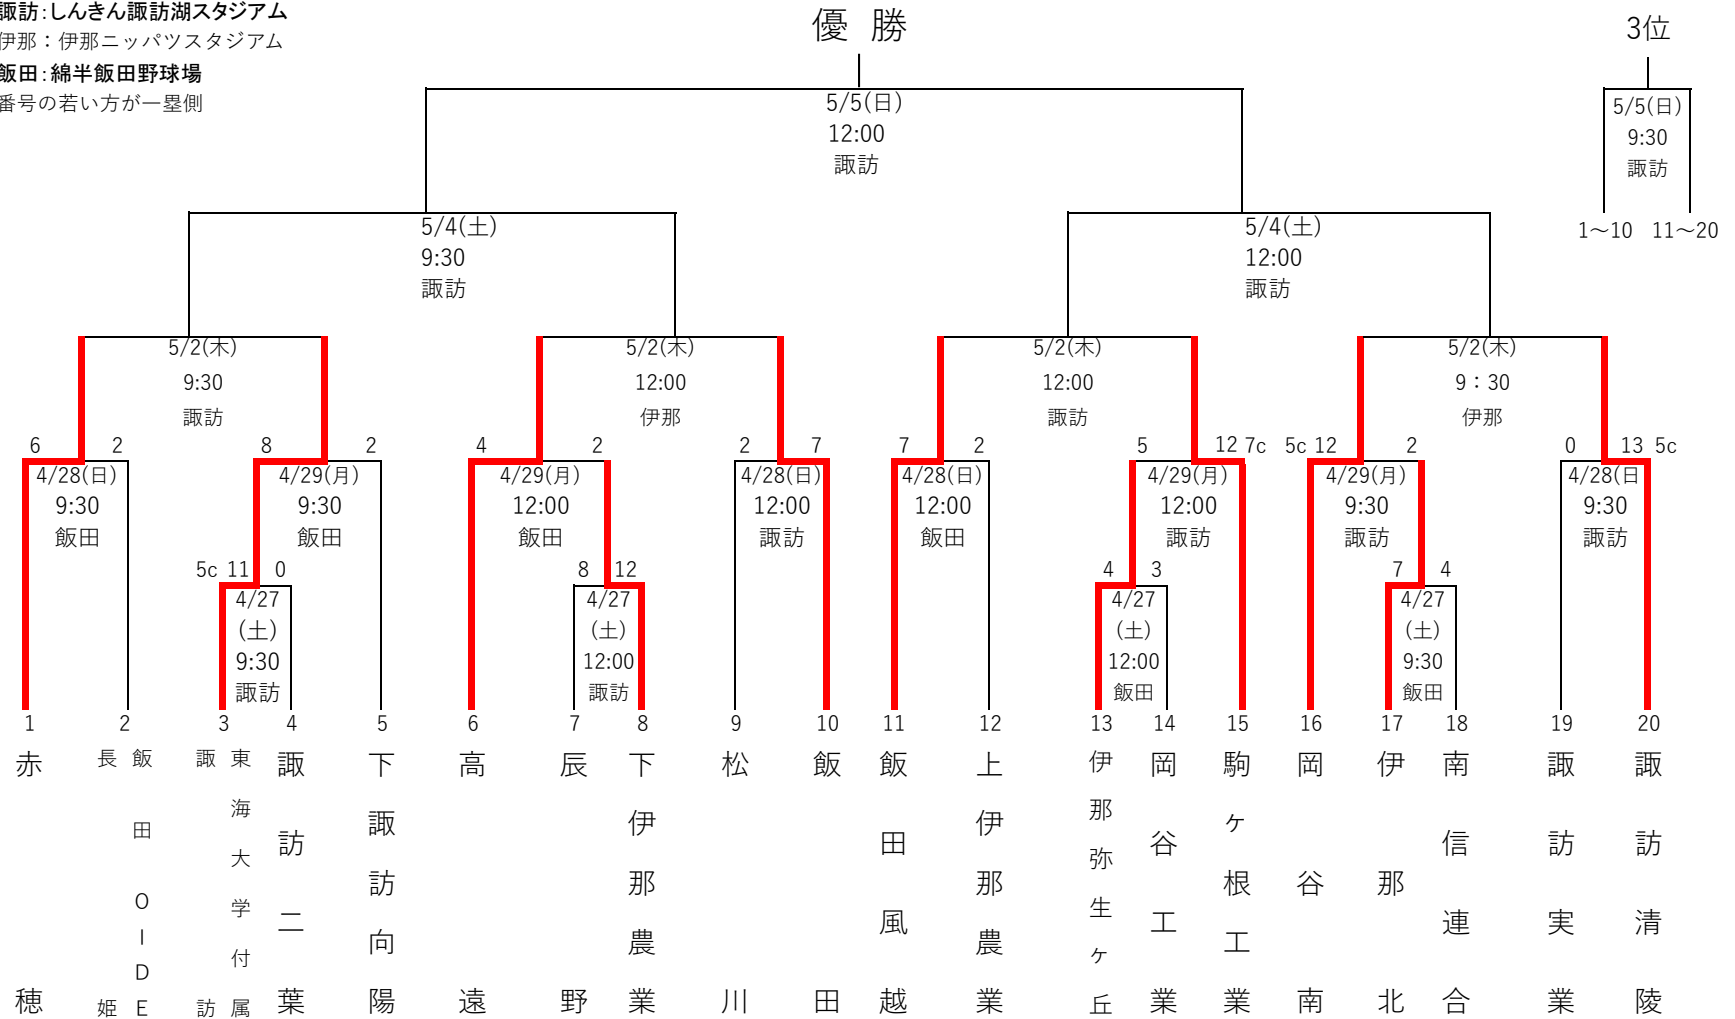 諏訪：しんきん諏訪湖スタジアム
伊那：伊那ニッパツスタジアム
飯田：綿半飯田野球場
番号の若い方が一塁側
優 勝
3位
5/5(日)
12:00
諏訪
5/5(日)
9:30
諏訪
1～10 11～20
5/4(土)
9:30
諏訪
5/4(土)
12:00
諏訪
5/2(木)
9:30
諏訪
5/2(木)
12:00
伊那
5/2(木)
12:00
諏訪
5/2(木)
9：30
伊那
6 2 8 2 4 2 2 7 7 2 5 12 7c 5c 12 2 0 13 5c
4/28(日)
9:30
飯田
4/29(月)
9:30
飯田
4/29(月)
12:00
飯田
4/28(日)
12:00
諏訪
4/28(日)
12:00
飯田
4/29(月)
12:00
諏訪
4/29(月)
9:30
諏訪
4/28(日
9:30
諏訪
5c 11 0 8 12 4 3 7 4
4/27
(土)
9:30
諏訪
4/27
(土)
12:00
諏訪
4/27
(土)
12:00
飯田
4/27
(土)
9:30
飯田
1 2 3 4 5 6 7 8 9 10 11 12 13 14 15 16 17 18 19 20
赤穂
飯田OIDE
長姫
東海大学付属
諏訪
諏訪二葉
下諏訪向陽
高遠
辰野
下伊那農業
松川
飯田
飯田風越
上伊那農業
伊那弥生ヶ丘
岡谷工業
駒ヶ根工業
岡谷南
伊那北
南信連合
諏訪実業
諏訪清陵